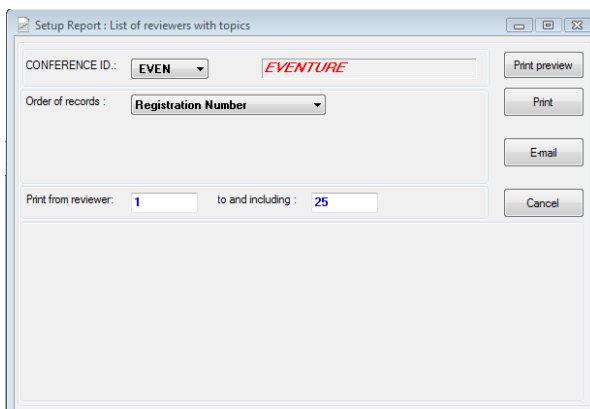 Setup Report : List of reviewers with topics
CONFERENCE ID.: EVEN EVENTURE Print preview
Order of records : Registration Number Print
E-mail
Print from reviewer: 1 to and including : 25 Cancel